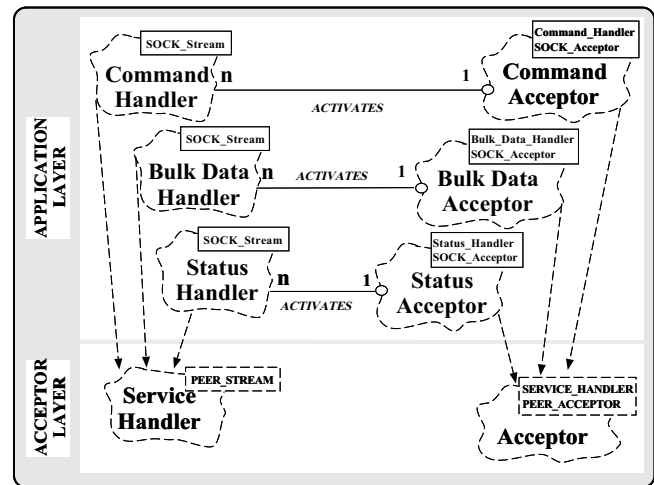 APPLICATION
LAYER
SOCK_Stream
Command
Handler
n
1
ACTIVATES
Command_Handler
SOCK_Acceptor
Command
Acceptor
SOCK_Stream
Bulk Data
Handler
n
1
ACTIVATES
Bulk_Data_Handler
SOCK_Acceptor
Bulk Data
Acceptor
SOCK_Stream
Status
Handler
n
1
ACTIVATES
Status_Handler
SOCK_Acceptor
Status
Acceptor
ACCEPTOR
LAYER
PEER_STREAM
Service
Handler
SERVICE_HANDLER
PEER_ACCEPTOR
Acceptor